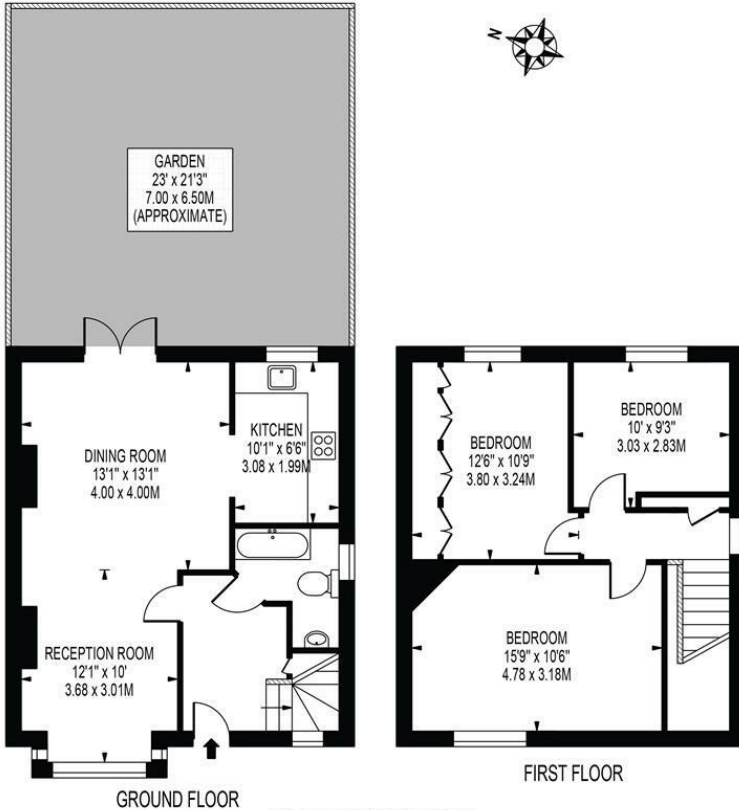 N
GARDEN
23' x 21'3"
7.00 x 6.50M
(APPROXIMATE)
DINING ROOM
13'1" x 13'1"
4.00 x 4.00M
KITCHEN
10'1" x 6'6"
3.08 x 1.99M
RECEPTION ROOM
12'1" x 10'
3.68 x 3.01M
GROUND FLOOR
BEDROOM
12'6" x 10'9"
3.80 x 3.24M
BEDROOM
10' x 9'3"
3.03 x 2.83M
BEDROOM
15'9" x 10'6"
4.78 x 3.18M
FIRST FLOOR